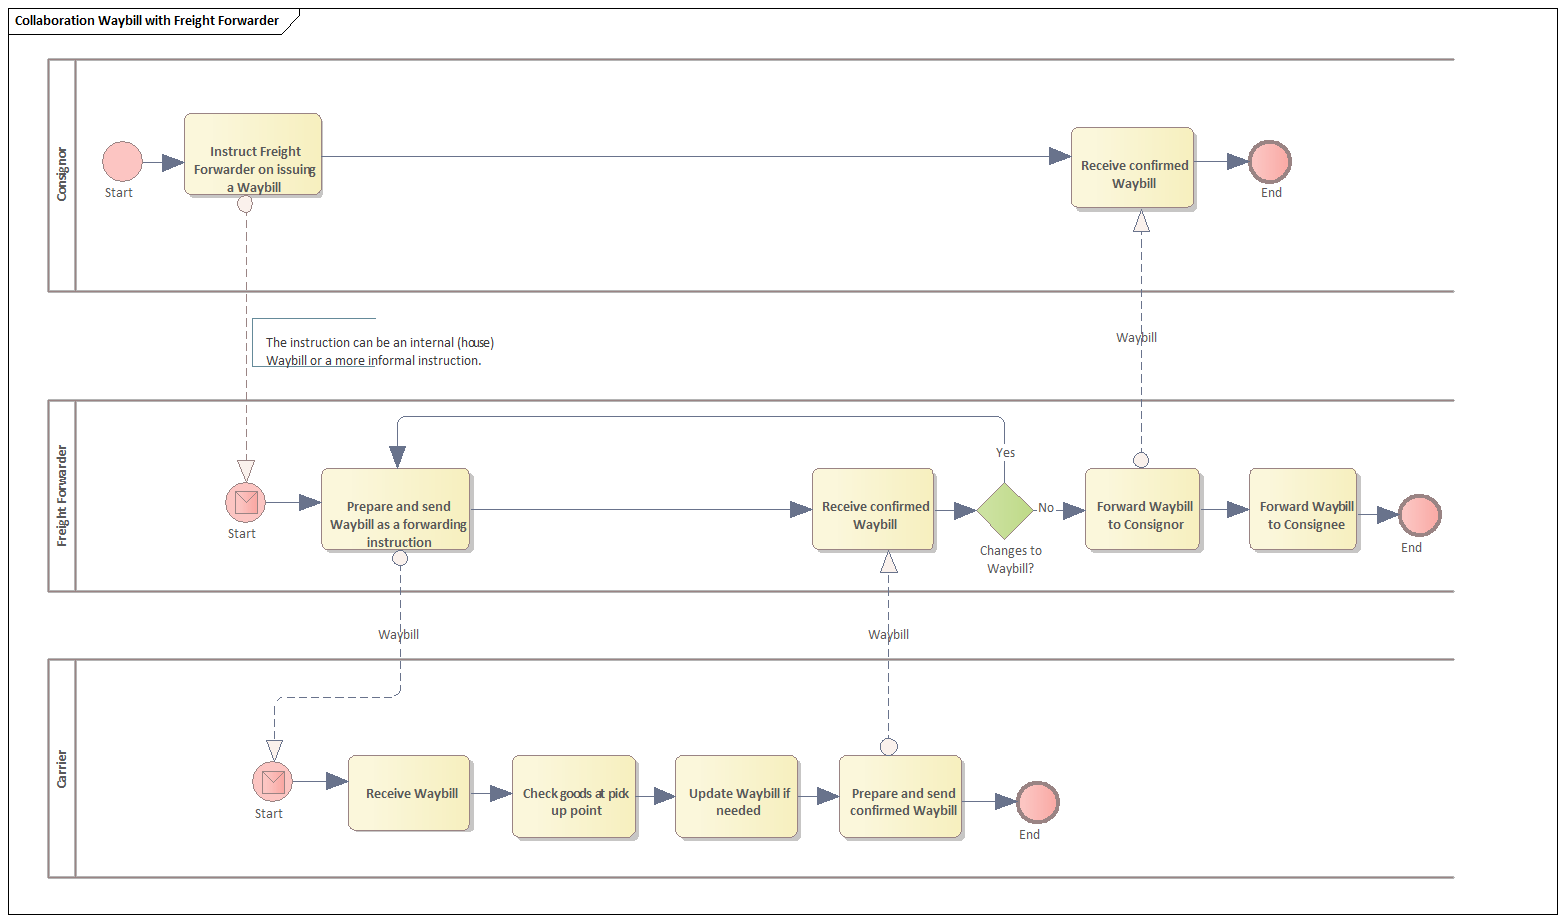 Collaboration Waybill with Freight Forwarder
Consignor
Start
Instruct Freight
Forwarder on issuing
a Waybill
Receive confirmed
Waybill
End
The instruction can be an internal (house)
Waybill or a more informal instruction.
Waybill
Freight Forwarder
Start
Prepare and send
Waybill as a forwarding
instruction
Receive confirmed
Waybill
Yes
No
Changes to
Waybill?
Forward Waybill
to Consignor
Forward Waybill
to Consignee
End
Waybill
Waybill
Carrier
Start
Receive Waybill
Check goods at pick
up point
Update Waybill if
needed
Prepare and send
confirmed Waybill
End